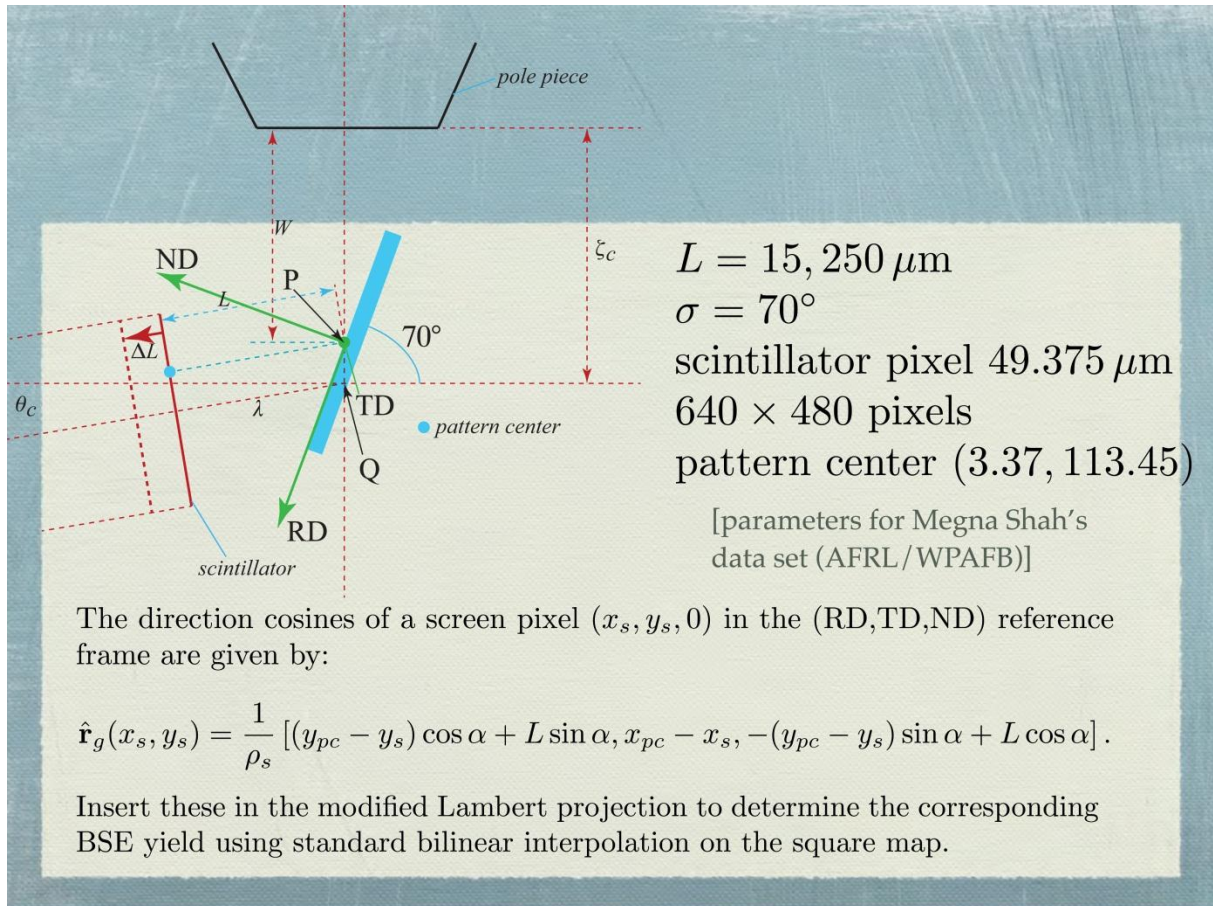 pole piece
W
ζc
ND
P
L
70°
ΔL
θc
λ
TD
pattern center
Q
RD
scintillator
L = 15, 250 μm
σ = 70°
scintillator pixel 49.375 μm
640 × 480 pixels
pattern center (3.37, 113.45)
[parameters for Megna Shah's
data set (AFRL/WPAFB)]
The direction cosines of a screen pixel (xs, ys, 0) in the (RD,TD,ND) reference
frame are given by:
r̂g(xs, ys) = 1/ρs [(ypc − ys) cos α + L sin α, xpc − xs, −(ypc − ys) sin α + L cos α] .
Insert these in the modified Lambert projection to determine the corresponding
BSE yield using standard bilinear interpolation on the square map.